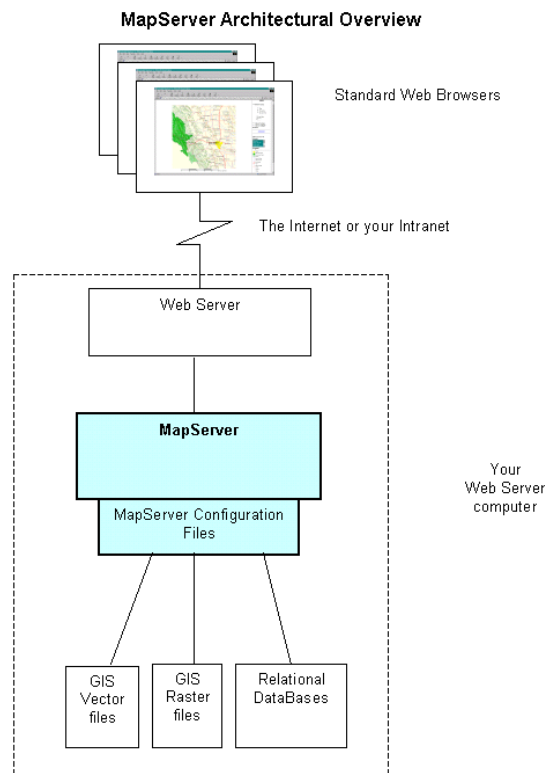 MapServer Architectural Overview
Standard Web Browsers
The Internet or your Intranet
Web Server
MapServer
MapServer Configuration
Files
Your
Web Server
computer
GIS
Vector
files
GIS
Raster
files
Relational
DataBases